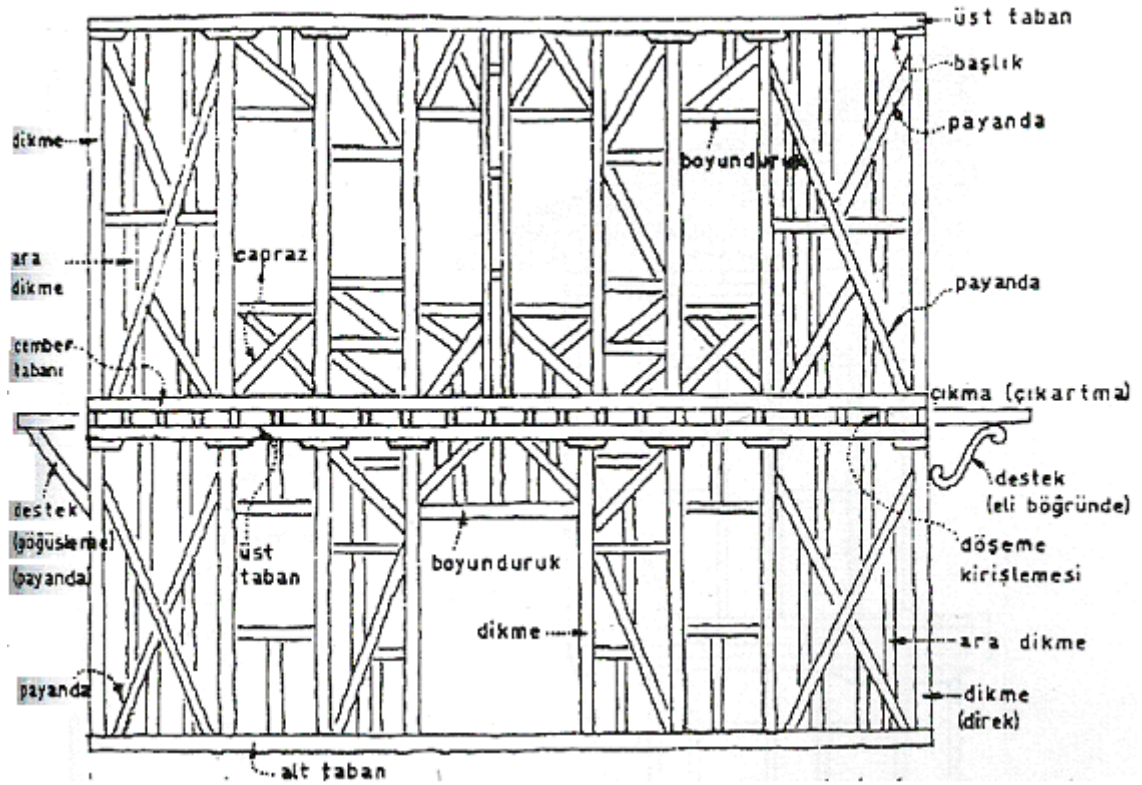 üst taban
başlık
payanda
dikme
boyunduruk
ara
dikme
çapraz
payanda
çember
tabanı
çıkma (çıkartma)
destek
(göğüsleme)
(payanda)
üst
taban
boyunduruk
destek
(eli böğründe)
döşeme
kirişlemesi
dikme
ara dikme
payanda
dikme
(direk)
alt taban